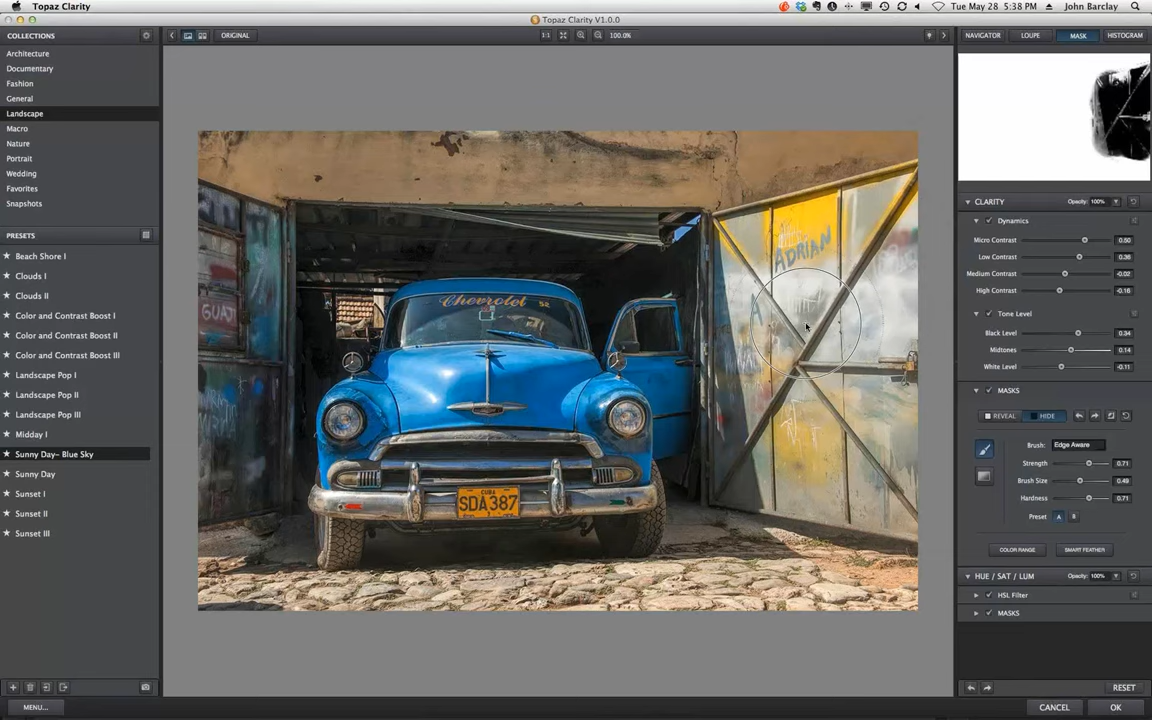 Topaz Clarity
Tue May 28 5:38 PM
John Barclay
Topaz Clarity V1.0.0
COLLECTIONS
ORIGINAL
1:1
100.0%
NAVIGATOR
LOUPE
MASK
HISTOGRAM
Architecture
Documentary
Fashion
General
Landscape
Macro
Nature
Portrait
Wedding
Favorites
Snapshots
PRESETS
Beach Shore I
Clouds I
Clouds II
Color and Contrast Boost I
Color and Contrast Boost II
Color and Contrast Boost III
Landscape Pop I
Landscape Pop II
Landscape Pop III
Midday I
Sunny Day- Blue Sky
Sunny Day
Sunset I
Sunset II
Sunset III
MENU...
GUAJ
Chevrolet 52
ADRIAN
CUBA
SDA387
CLARITY
Opacity: 100%
Dynamics
Micro Contrast 0.50
Low Contrast 0.36
Medium Contrast -0.02
High Contrast -0.16
Tone Level
Black Level 0.34
Midtones 0.14
White Level -0.11
MASKS
REVEAL
HIDE
Brush: Edge Aware
Strength 0.71
Brush Size 0.49
Hardness 0.71
Preset A B
COLOR RANGE
SMART FEATHER
HUE / SAT / LUM
Opacity: 100%
HSL Filter
MASKS
RESET
CANCEL
OK